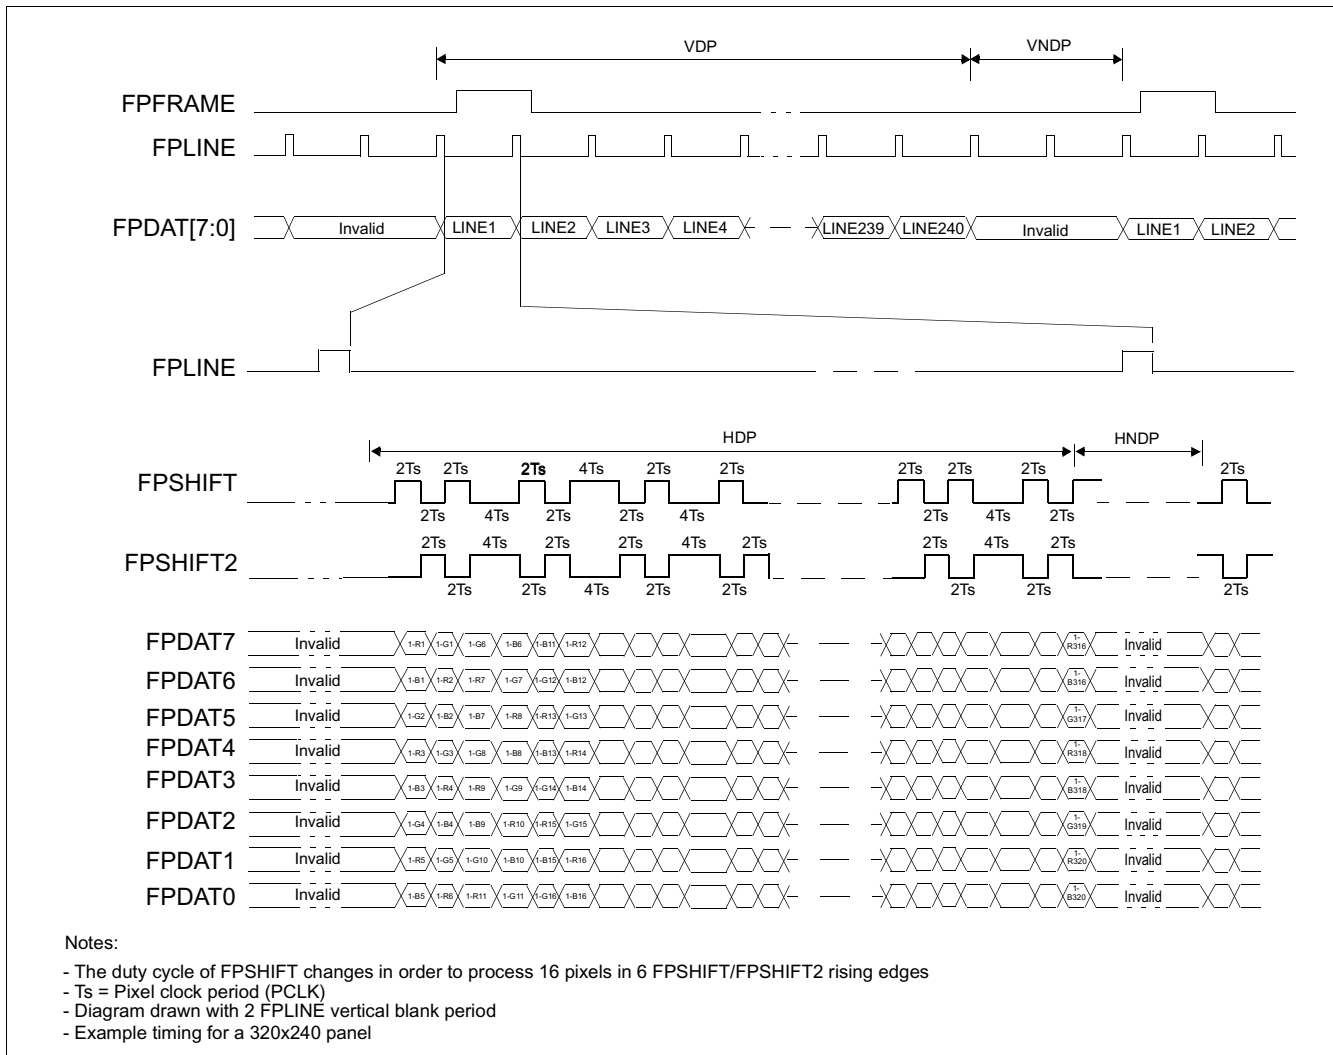 VDP VNDP
FPFRAME
FPLINE
FPDAT[7:0] Invalid LINE1 LINE2 LINE3 LINE4 LINE239 LINE240 Invalid LINE1 LINE2
FPLINE
HDP HNDP
2Ts 2Ts 2Ts 4Ts 2Ts 2Ts 2Ts 2Ts 2Ts 2Ts
FPSHIFT
2Ts 4Ts 2Ts 2Ts 4Ts 2Ts 4Ts 2Ts
2Ts 4Ts 2Ts 2Ts 4Ts 2Ts 2Ts 4Ts 2Ts
FPSHIFT2
2Ts 2Ts 4Ts 2Ts 2Ts 2Ts 2Ts 2Ts
FPDAT7 Invalid 1-R1 1-G1 1-G6 1-B6 1-B11 1-R12 1-R316 Invalid
FPDAT6 Invalid 1-B1 1-R2 1-R7 1-G7 1-G12 1-B12 1-B316 Invalid
FPDAT5 Invalid 1-G2 1-B2 1-B7 1-R8 1-R13 1-G13 1-G317 Invalid
FPDAT4 Invalid 1-R3 1-G3 1-G8 1-B8 1-B13 1-R14 1-R318 Invalid
FPDAT3 Invalid 1-B3 1-R4 1-R9 1-G9 1-G14 1-B14 1-B318 Invalid
FPDAT2 Invalid 1-G4 1-B4 1-B9 1-R10 1-R15 1-G15 1-G319 Invalid
FPDAT1 Invalid 1-R5 1-G5 1-G10 1-B10 1-B15 1-R16 1-R320 Invalid
FPDAT0 Invalid 1-B5 1-R6 1-R11 1-G11 1-G16 1-B16 1-B320 Invalid
Notes:
- The duty cycle of FPSHIFT changes in order to process 16 pixels in 6 FPSHIFT/FPSHIFT2 rising edges
- Ts = Pixel clock period (PCLK)
- Diagram drawn with 2 FPLINE vertical blank period
- Example timing for a 320x240 panel